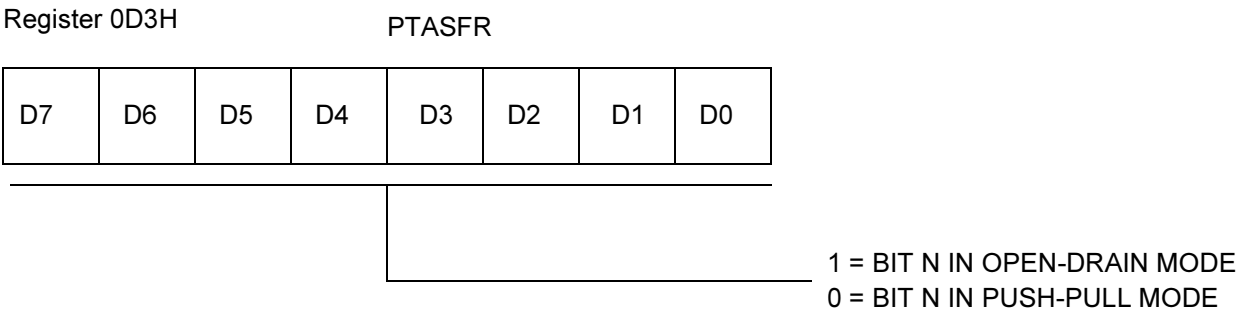 Register 0D3H
PTASFR
D7 D6 D5 D4 D3 D2 D1 D0
1 = BIT N IN OPEN-DRAIN MODE
0 = BIT N IN PUSH-PULL MODE